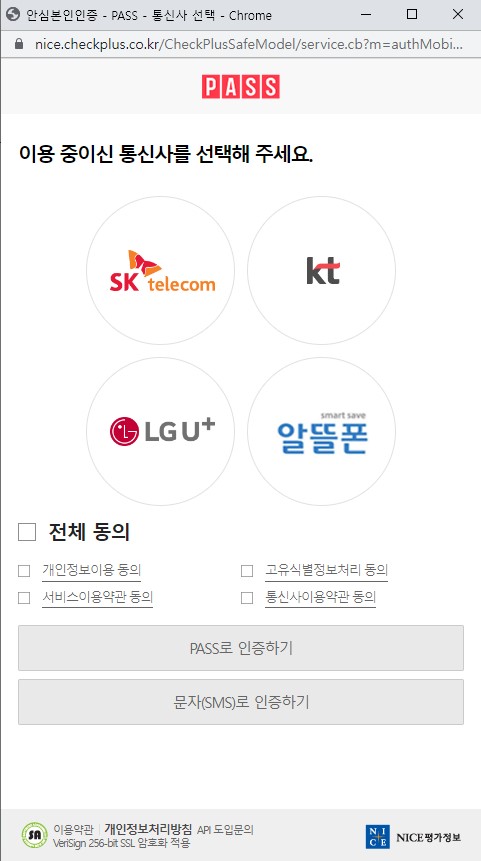 안심본인인증 - PASS - 통신사 선택 - Chrome
nice.checkplus.co.kr/CheckPlusSafeModel/service.cb?m=authMobi...
PASS
이용 중이신 통신사를 선택해 주세요.
SK telecom
kt
LG U+
smart save
알뜰폰
전체 동의
개인정보이용 동의
고유식별정보처리 동의
서비스이용약관 동의
통신사이용약관 동의
PASS로 인증하기
문자(SMS)로 인증하기
이용약관 | 개인정보처리방침 API 도입문의
VeriSign 256-bit SSL 암호화 적용
SA
NICE
NICE평가정보